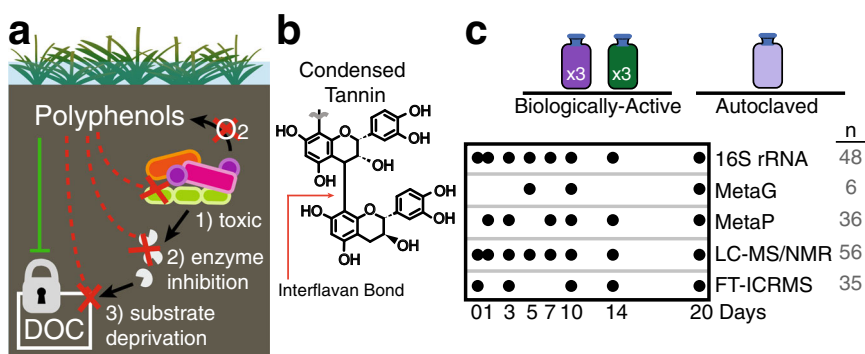 a
Polyphenols
O2
1) toxic
2) enzyme
inhibition
3) substrate
deprivation
DOC
b
Condensed
Tannin
OH
HO
O
OH
OH
OH
OH
HO
O
OH
OH
OH
Interflavan Bond
c
x3 x3
Biologically-Active Autoclaved
n
16S rRNA 48
MetaG 6
MetaP 36
LC-MS/NMR 56
FT-ICRMS 35
01 3 5 7 10 14 20 Days